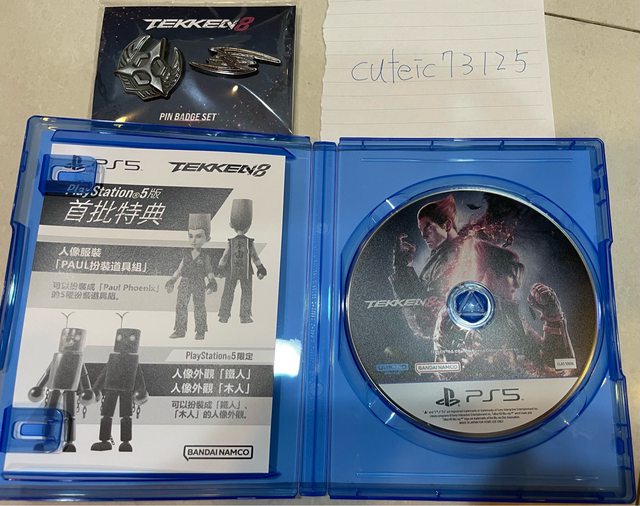 TEKKEN 8
PIN BADGE SET
cuteic73125
PS5 TEKKEN 8
PlayStation®5版
首批特典
人像服裝
「PAUL扮裝道具組」
可以扮裝成「Paul Phoenix」
的5種扮裝道具組。
PlayStation®5限定
人像外觀「鐵人」
人像外觀「木人」
可以扮裝成「鐵人」、
「木人」的人像外觀。
BANDAI NAMCO
TEKKEN 8
BANDAI NAMCO
PS5